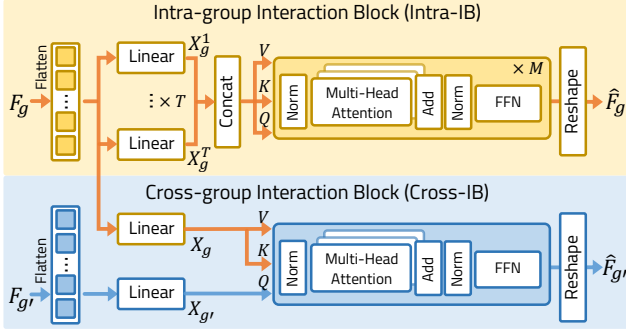 Intra-group Interaction Block (Intra-IB)
Flatten
F_g
Linear
X_g^1
⋮ × T
Linear
X_g^T
Concat
V
K
Q
× M
Norm
Multi-Head
Attention
Add
Norm
FFN
Reshape
F̂_g
Cross-group Interaction Block (Cross-IB)
Flatten
F_g′
Linear
X_g
Linear
X_g′
V
K
Q
Norm
Multi-Head
Attention
Add
Norm
FFN
Reshape
F̂_g′